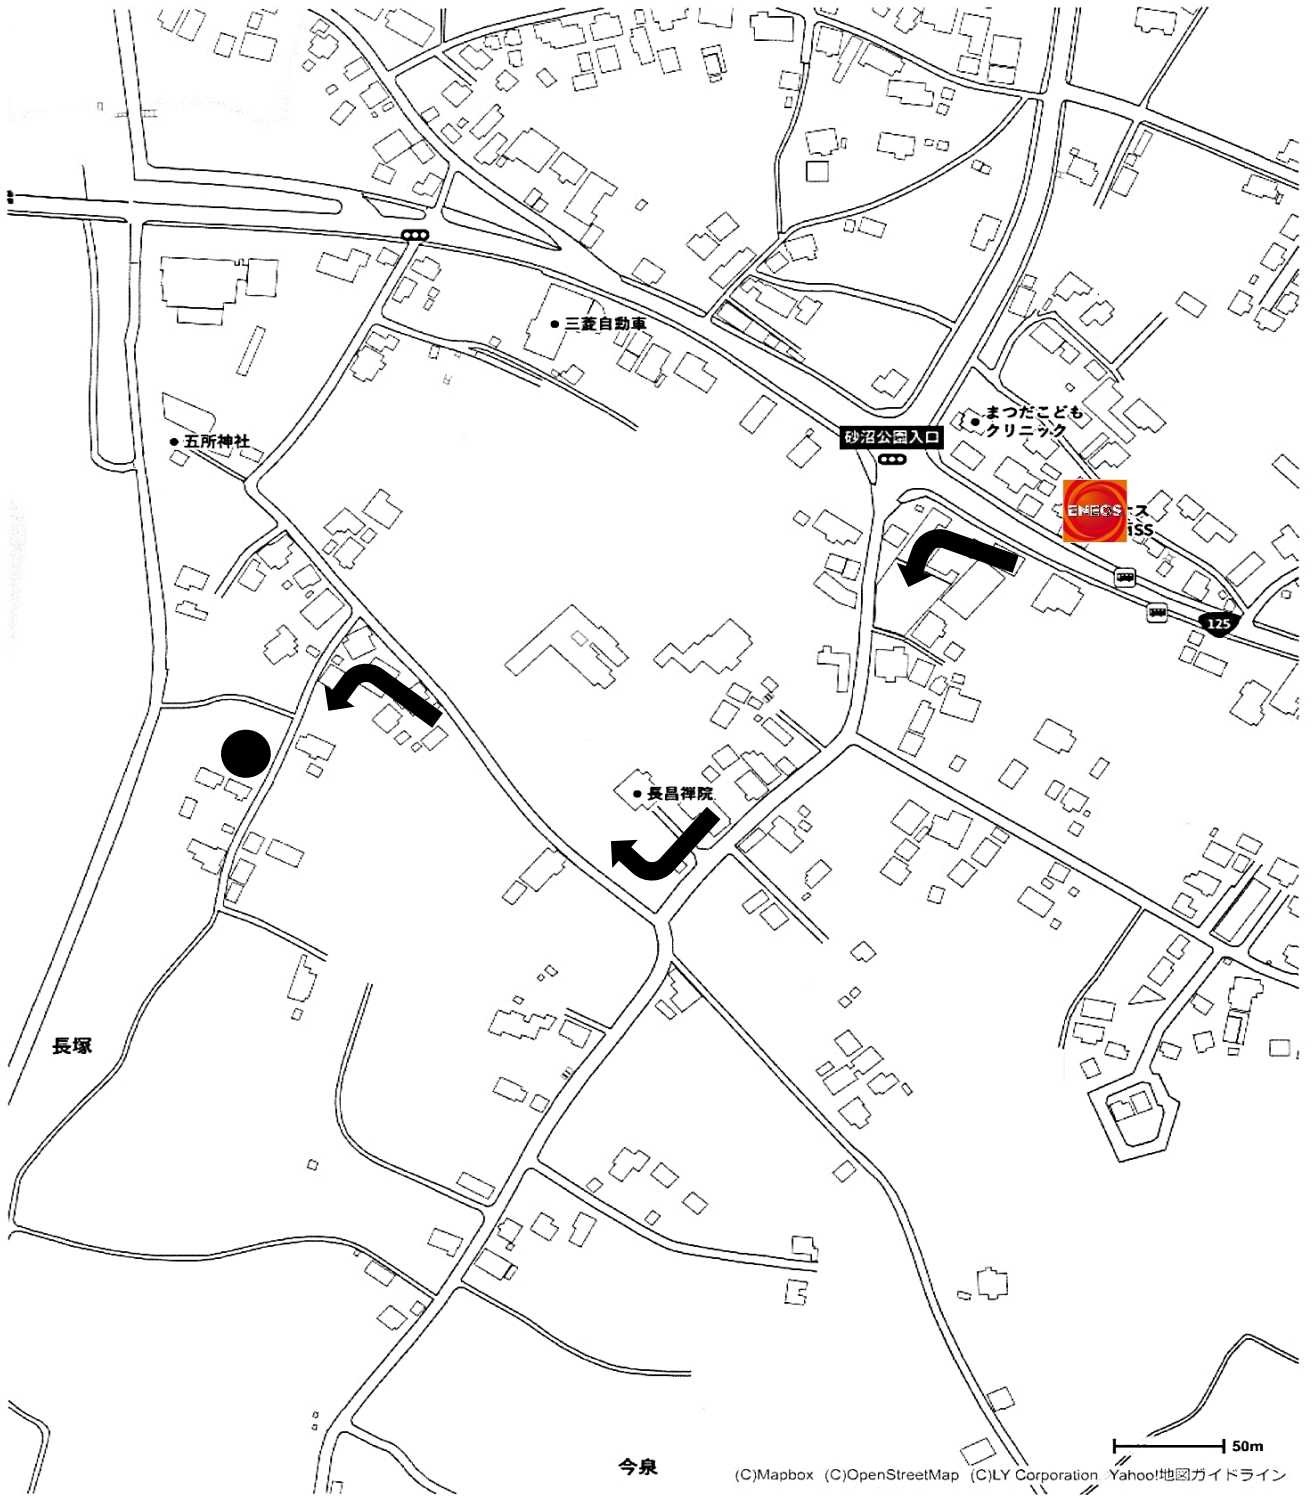 三菱自動車
まつだこども
クリニック
砂沼公園入口
五所神社
ENEOS
ス
SS
125
長昌禅院
長塚
50m
今泉
(C)Mapbox (C)OpenStreetMap (C)LY Corporation Yahoo!地図ガイドライン